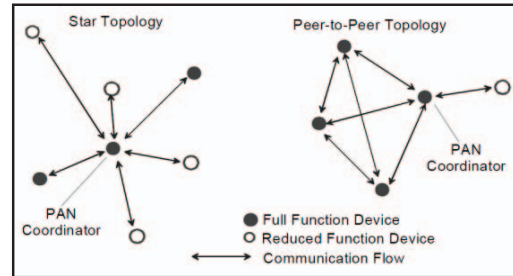 Star Topology
Peer-to-Peer Topology
PAN
Coordinator
PAN
Coordinator
Full Function Device
Reduced Function Device
Communication Flow